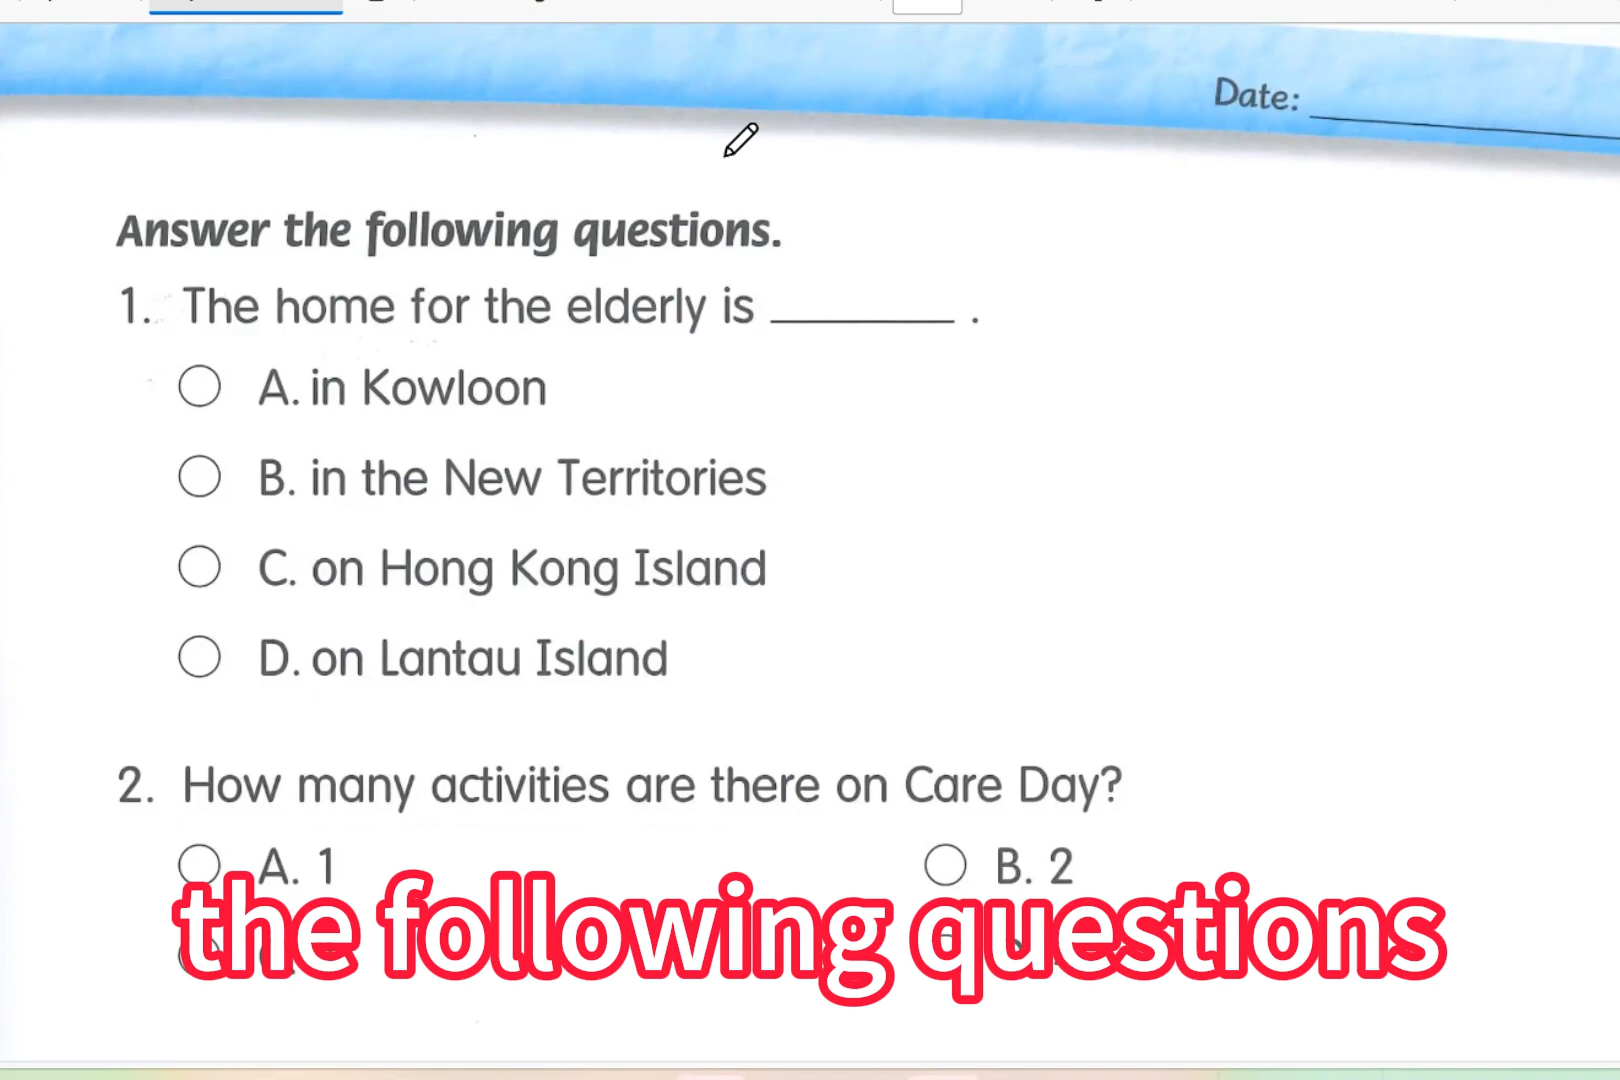 Date:
Answer the following questions.
1. The home for the elderly is ________ .
A. in Kowloon
B. in the New Territories
C. on Hong Kong Island
D. on Lantau Island
2. How many activities are there on Care Day?
A. 1
B. 2
the following questions